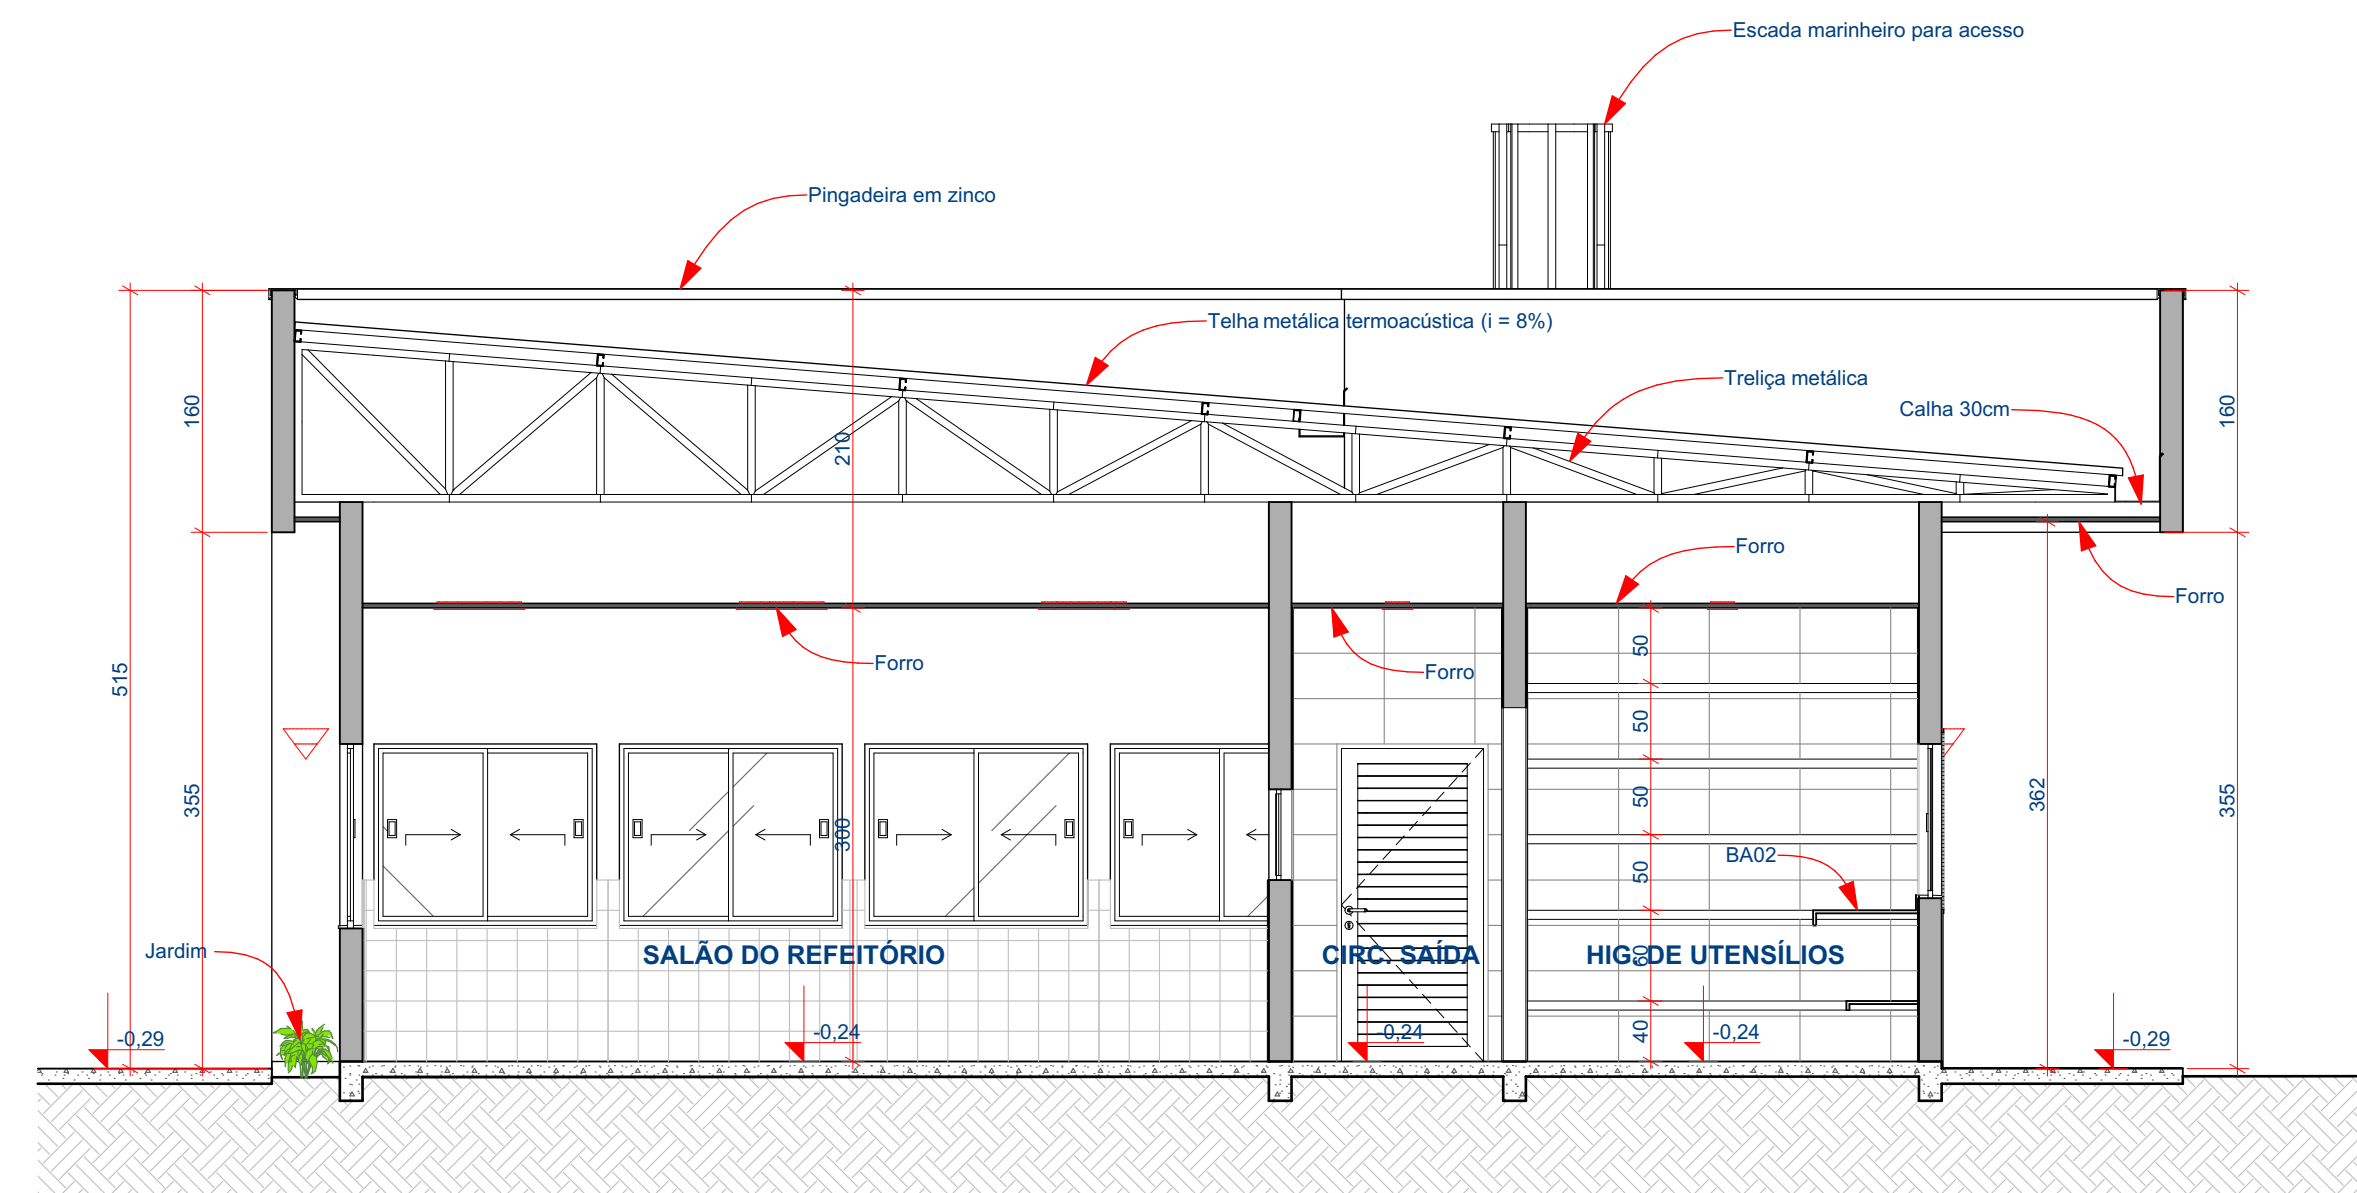 Escada marinheiro para acesso
Pingadeira em zinco
Telha metálica termoacústica (i = 8%)
Treliça metálica
Calha 30cm
160
210
160
Forro
Forro
Forro
Forro
515
355
300
50
50
50
50
60
40
362
355
BA02
Jardim
SALÃO DO REFEITÓRIO
CIRC. SAÍDA
HIG. DE UTENSÍLIOS
-0,29
-0,24
-0,24
-0,24
-0,29